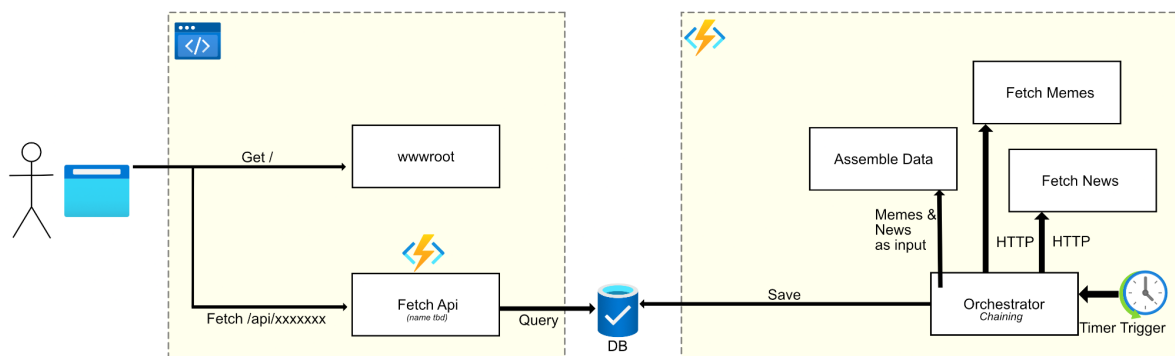 Get /
wwwroot
Fetch Api
(name tbd)
Fetch /api/xxxxxxx
Query
DB
Save
Fetch Memes
Assemble Data
Fetch News
Memes &
News
as input
HTTP
HTTP
Orchestrator
Chaining
Timer Trigger